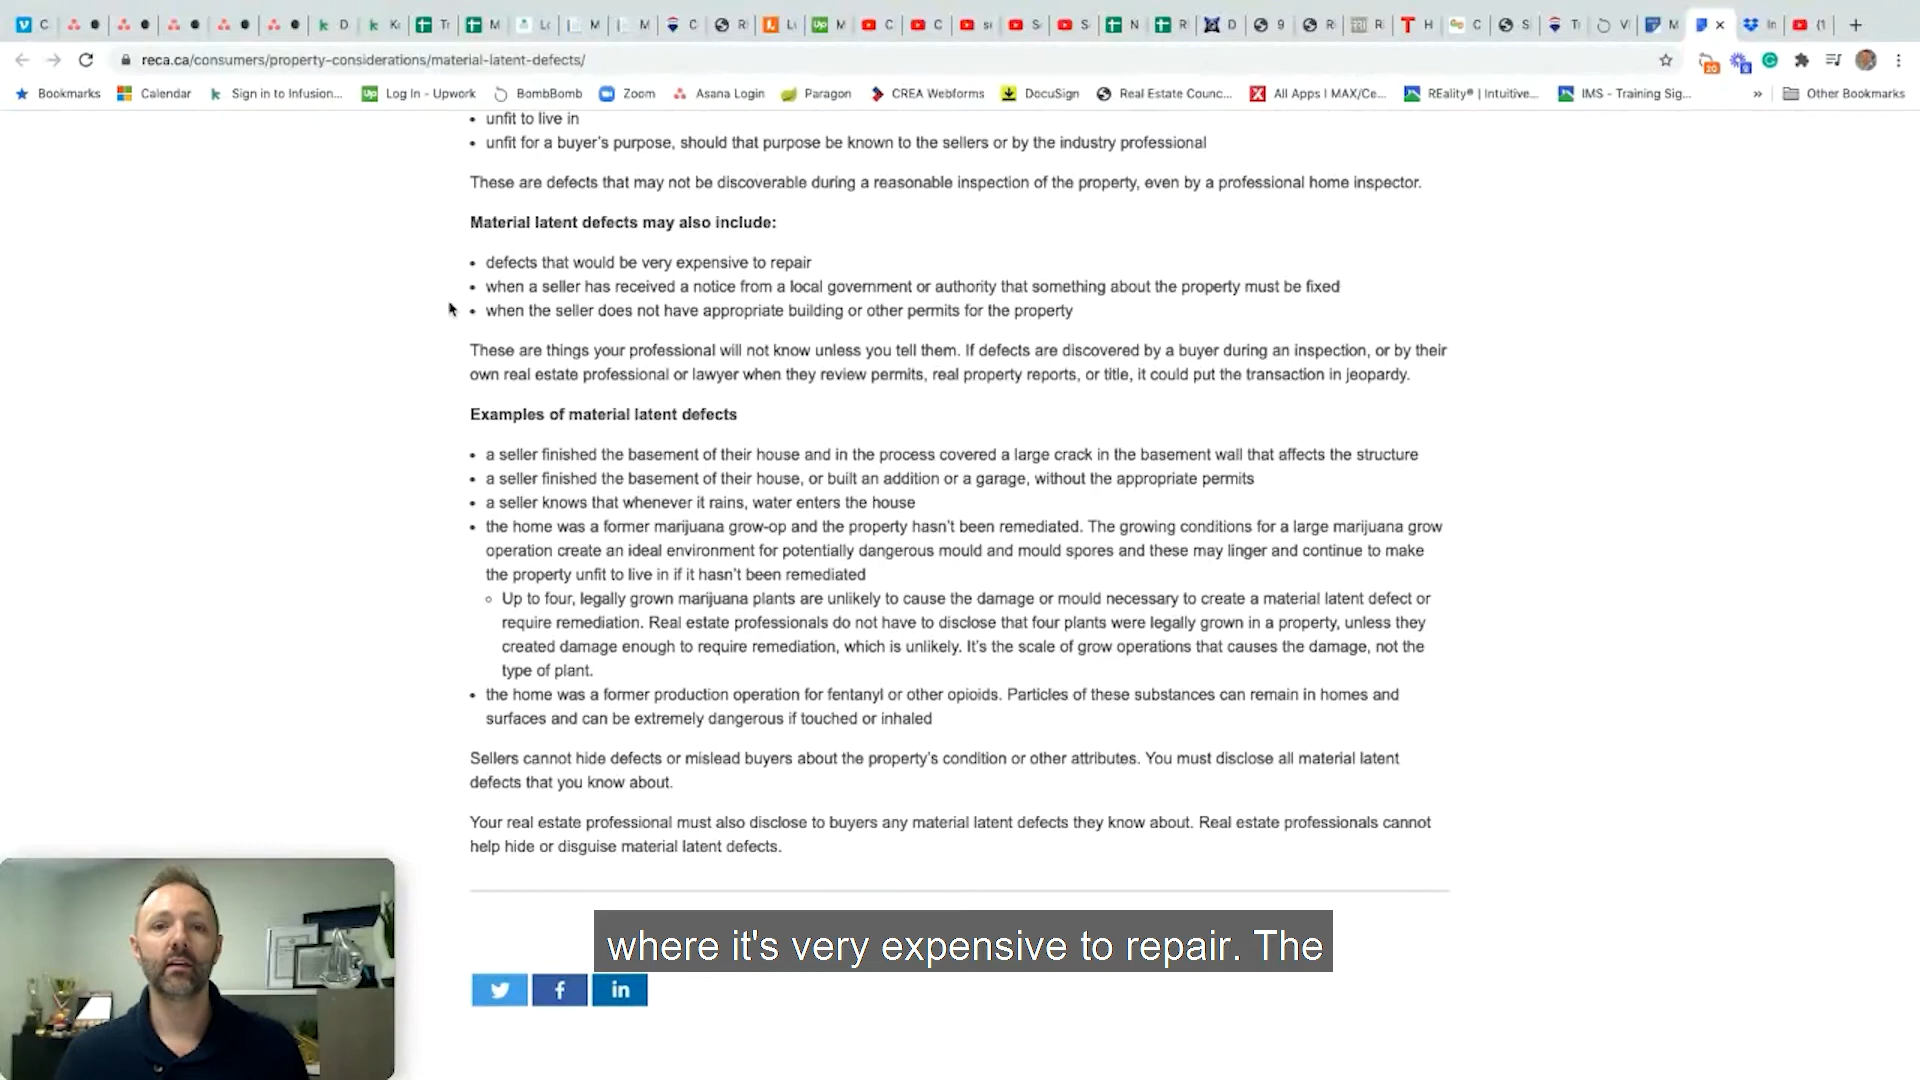 reca.ca/consumers/property-considerations/material-latent-defects/
Bookmarks Calendar Sign in to Infusion... Log In - Upwork BombBomb Zoom Asana Login Paragon CREA Webforms DocuSign Real Estate Counc... All Apps | MAX/Ce... REality® | Intuitive... IMS - Training Sig... » Other Bookmarks
• unfit to live in
• unfit for a buyer's purpose, should that purpose be known to the sellers or by the industry professional
These are defects that may not be discoverable during a reasonable inspection of the property, even by a professional home inspector.
Material latent defects may also include:
• defects that would be very expensive to repair
• when a seller has received a notice from a local government or authority that something about the property must be fixed
• when the seller does not have appropriate building or other permits for the property
These are things your professional will not know unless you tell them. If defects are discovered by a buyer during an inspection, or by their
own real estate professional or lawyer when they review permits, real property reports, or title, it could put the transaction in jeopardy.
Examples of material latent defects
• a seller finished the basement of their house and in the process covered a large crack in the basement wall that affects the structure
• a seller finished the basement of their house, or built an addition or a garage, without the appropriate permits
• a seller knows that whenever it rains, water enters the house
• the home was a former marijuana grow-op and the property hasn't been remediated. The growing conditions for a large marijuana grow
operation create an ideal environment for potentially dangerous mould and mould spores and these may linger and continue to make
the property unfit to live in if it hasn't been remediated
Up to four, legally grown marijuana plants are unlikely to cause the damage or mould necessary to create a material latent defect or
require remediation. Real estate professionals do not have to disclose that four plants were legally grown in a property, unless they
created damage enough to require remediation, which is unlikely. It's the scale of grow operations that causes the damage, not the
type of plant.
• the home was a former production operation for fentanyl or other opioids. Particles of these substances can remain in homes and
surfaces and can be extremely dangerous if touched or inhaled
Sellers cannot hide defects or mislead buyers about the property's condition or other attributes. You must disclose all material latent
defects that you know about.
Your real estate professional must also disclose to buyers any material latent defects they know about. Real estate professionals cannot
help hide or disguise material latent defects.
where it's very expensive to repair. The